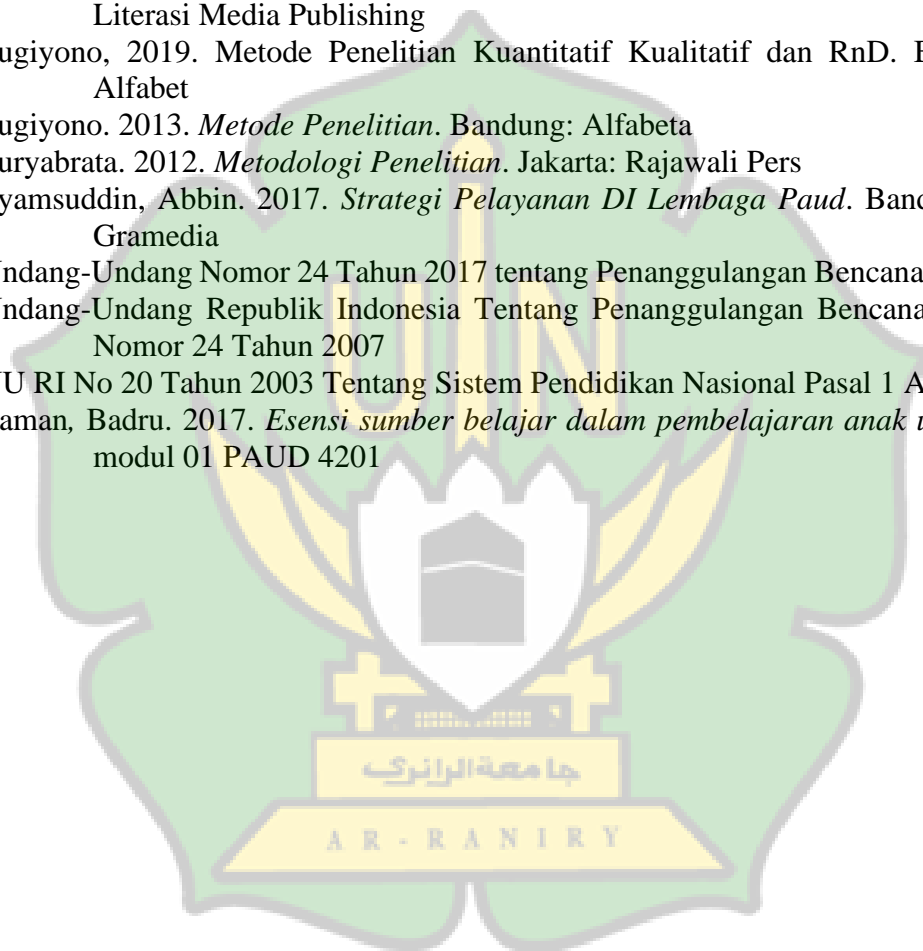 Literasi Media Publishing
ugiyono, 2019. Metode Penelitian Kuantitatif Kualitatif dan RnD.
Alfabet
ugiyono. 2013. Metode Penelitian. Bandung: Alfabeta
uryabrata. 2012. Metodologi Penelitian. Jakarta: Rajawali Pers
yamsuddin, Abbin. 2017. Strategi Pelayanan DI Lembaga Paud. Band
Gramedia
ndang-Undang Nomor 24 Tahun 2017 tentang Penanggulangan Bencana
ndang-Undang Republik Indonesia Tentang Penanggulangan Bencana
Nomor 24 Tahun 2007
U RI No 20 Tahun 2003 Tentang Sistem Pendidikan Nasional Pasal 1 A
aman, Badru. 2017. Esensi sumber belajar dalam pembelajaran anak u
modul 01 PAUD 4201
UIN
جامعة الرانري
AR-RANIRY